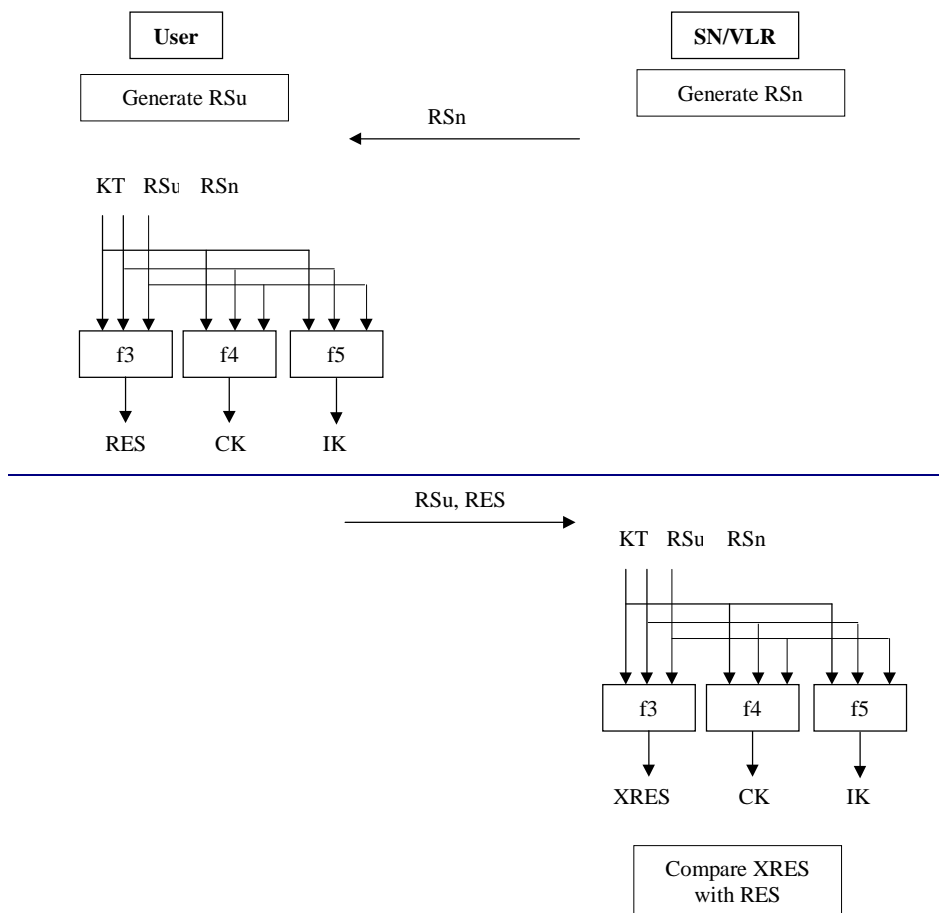 User
SN/VLR
Generate RSu
Generate RSn
RSn
KT RSu RSn
f3 f4 f5
RES CK IK
RSu, RES
KT RSu RSn
f3 f4 f5
XRES CK IK
Compare XRES
with RES